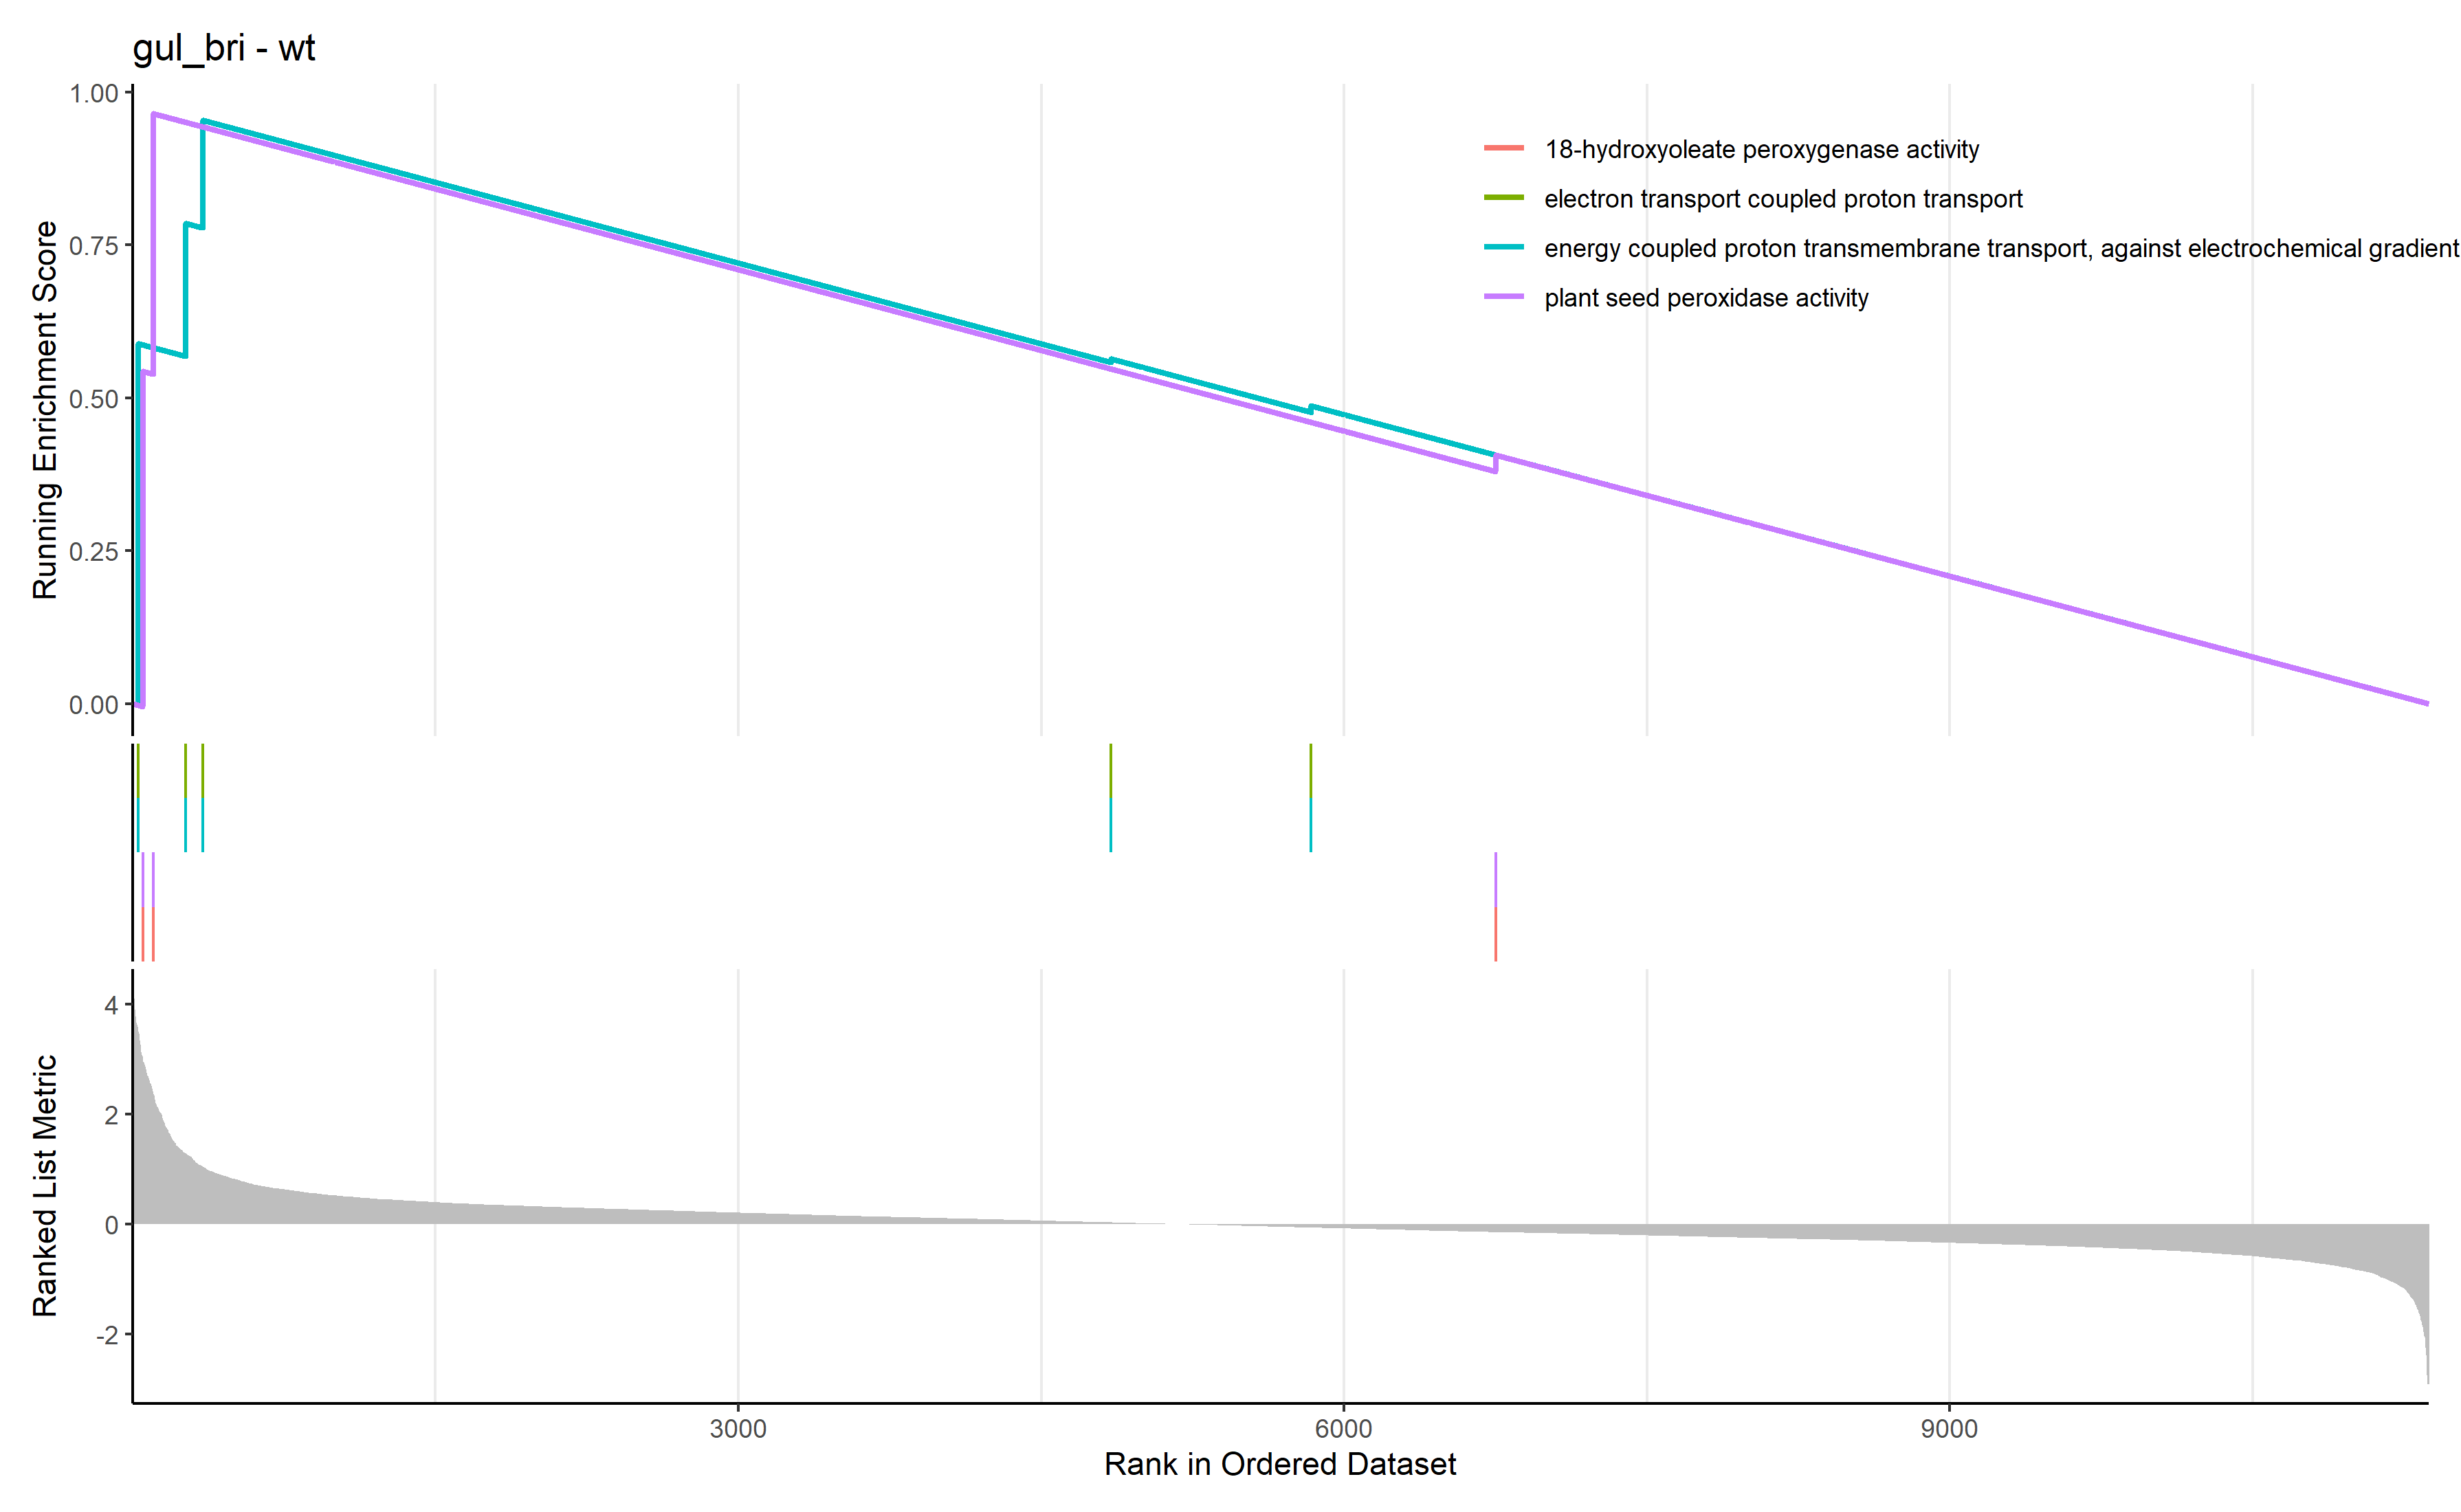 gul_bri - wt
1.00
0.75
0.50
0.25
0.00
Running Enrichment Score
18-hydroxyoleate peroxygenase activity
electron transport coupled proton transport
energy coupled proton transmembrane transport, against electrochemical gradient
plant seed peroxidase activity
4
2
0
-2
Ranked List Metric
3000
6000
9000
Rank in Ordered Dataset